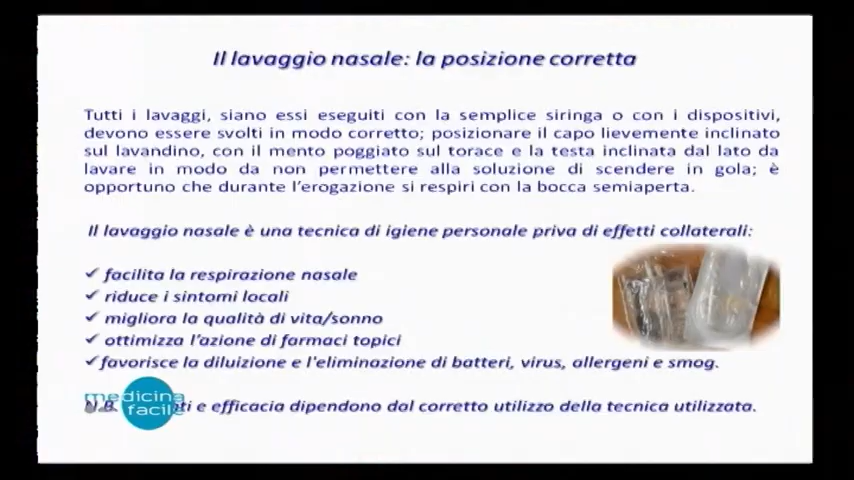 Il lavaggio nasale: la posizione corretta
Tutti i lavaggi, siano essi eseguiti con la semplice siringa o con i dispositivi,
devono essere svolti in modo corretto; posizionare il capo lievemente inclinato
sul lavandino, con il mento poggiato sul torace e la testa inclinata dal lato da
lavare in modo da non permettere alla soluzione di scendere in gola; è
opportuno che durante l'erogazione si respiri con la bocca semiaperta.
Il lavaggio nasale è una tecnica di igiene personale priva di effetti collaterali:
✓ facilita la respirazione nasale
✓ riduce i sintomi locali
✓ migliora la qualità di vita/sonno
✓ ottimizza l'azione di farmaci topici
✓ favorisce la diluizione e l'eliminazione di batteri, virus, allergeni e smog.
N.B. e efficacia dipendono dal corretto utilizzo della tecnica utilizzata.
medicina
facile